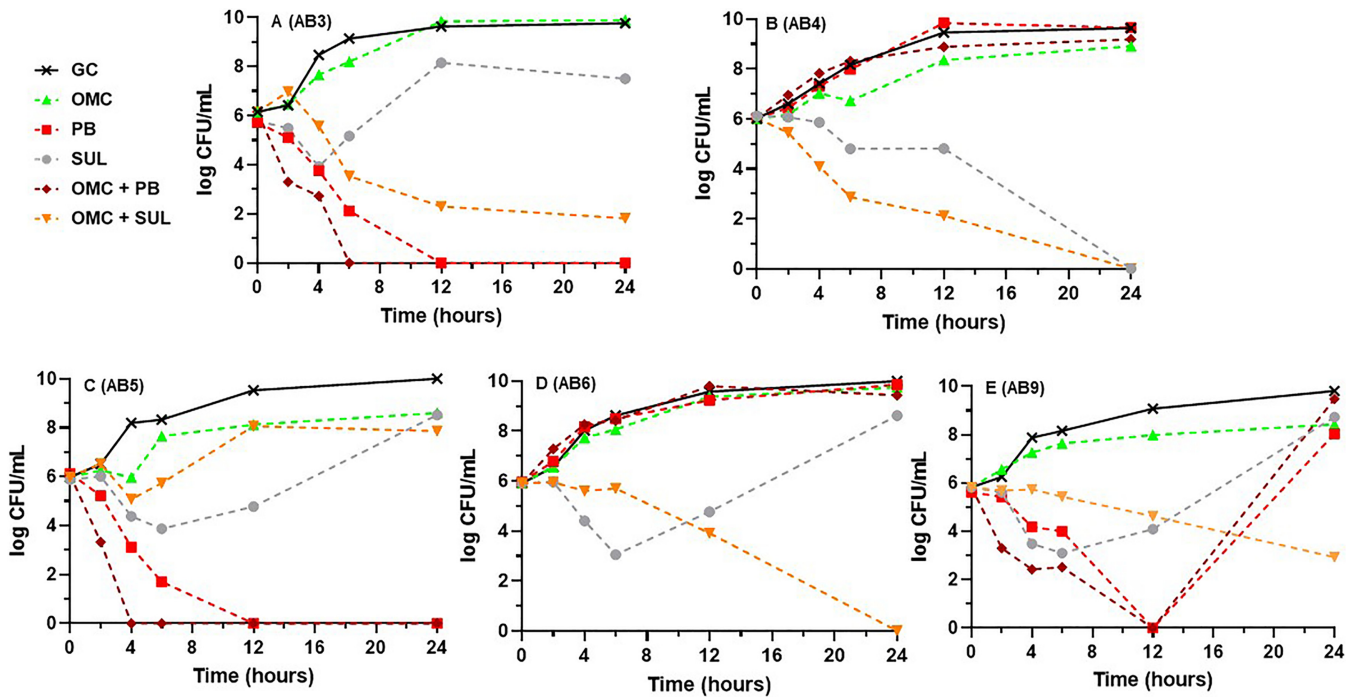 GC
OMC
PB
SUL
OMC + PB
OMC + SUL
A (AB3)
log CFU/mL
10
8
6
4
2
0
0 4 8 12 16 20 24
Time (hours)
B (AB4)
log CFU/mL
10
8
6
4
2
0
0 4 8 12 16 20 24
Time (hours)
C (AB5)
log CFU/mL
10
8
6
4
2
0
0 4 8 12 16 20 24
Time (hours)
D (AB6)
log CFU/mL
10
8
6
4
2
0
0 4 8 12 16 20 24
Time (hours)
E (AB9)
log CFU/mL
10
8
6
4
2
0
0 4 8 12 16 20 24
Time (hours)